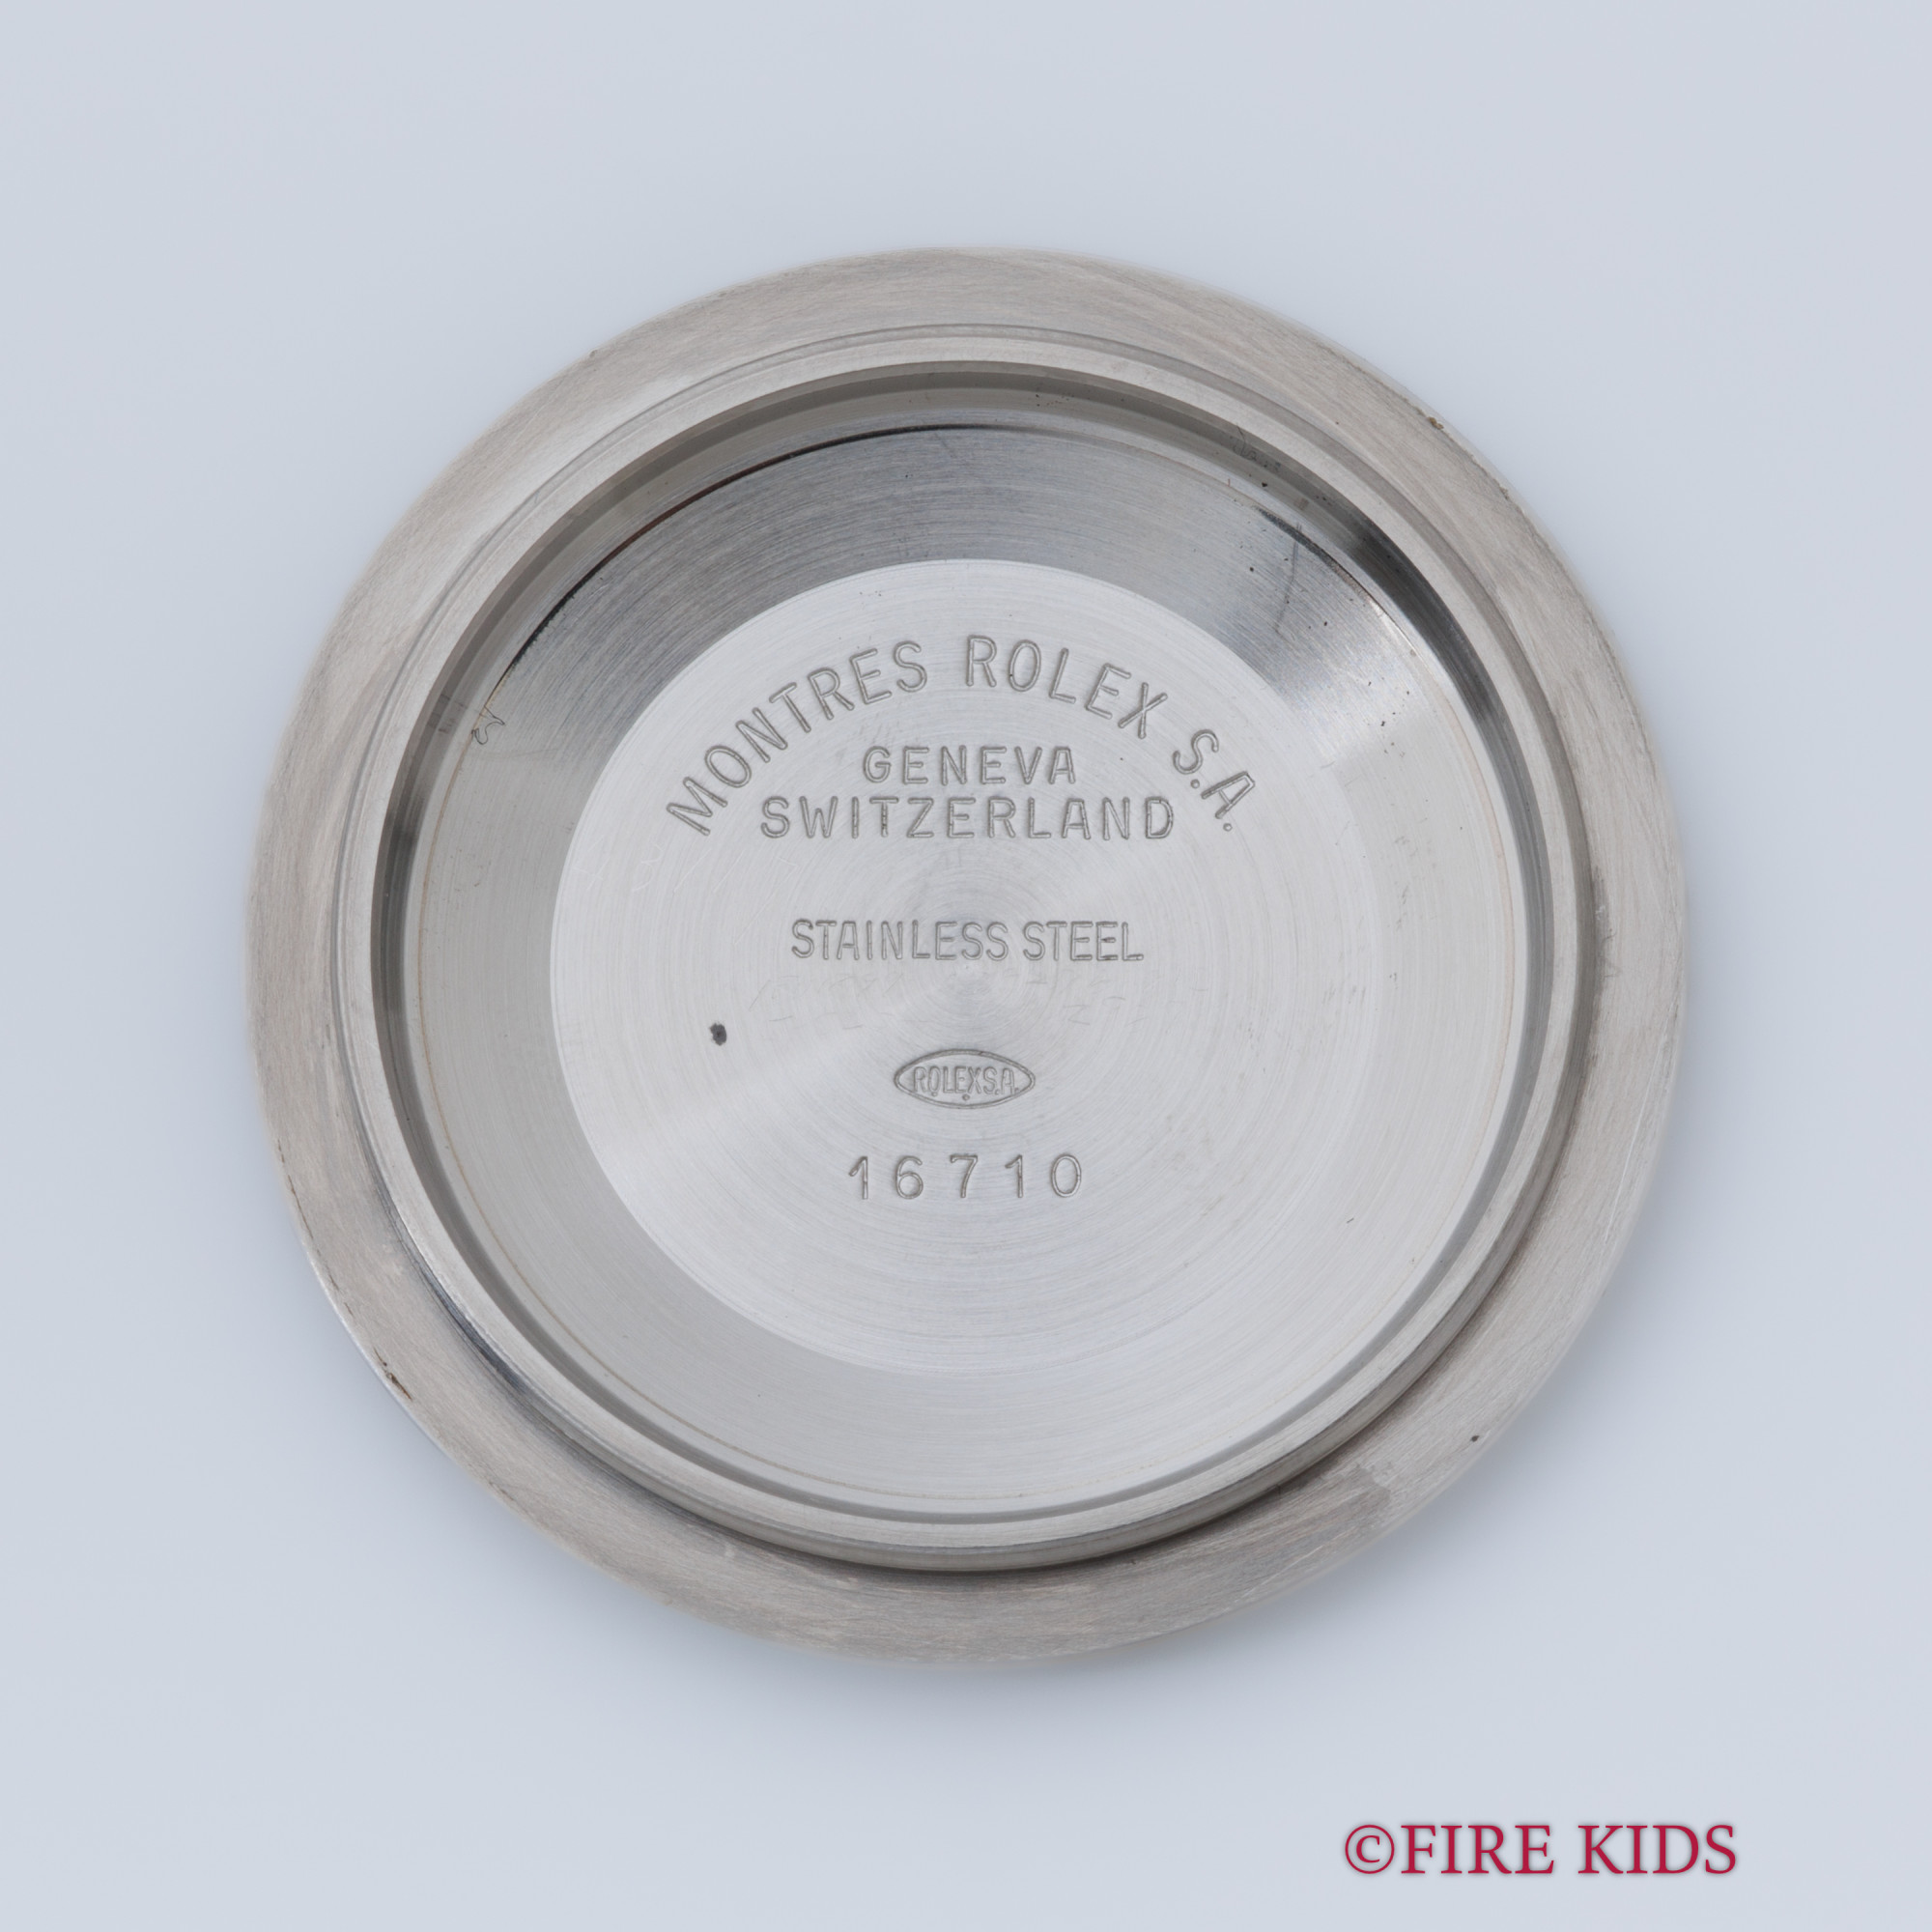 MONTRES ROLEX S.A.
GENEVA
SWITZERLAND
STAINLESS STEEL
ROLEX S.A.
16710
©FIRE KIDS